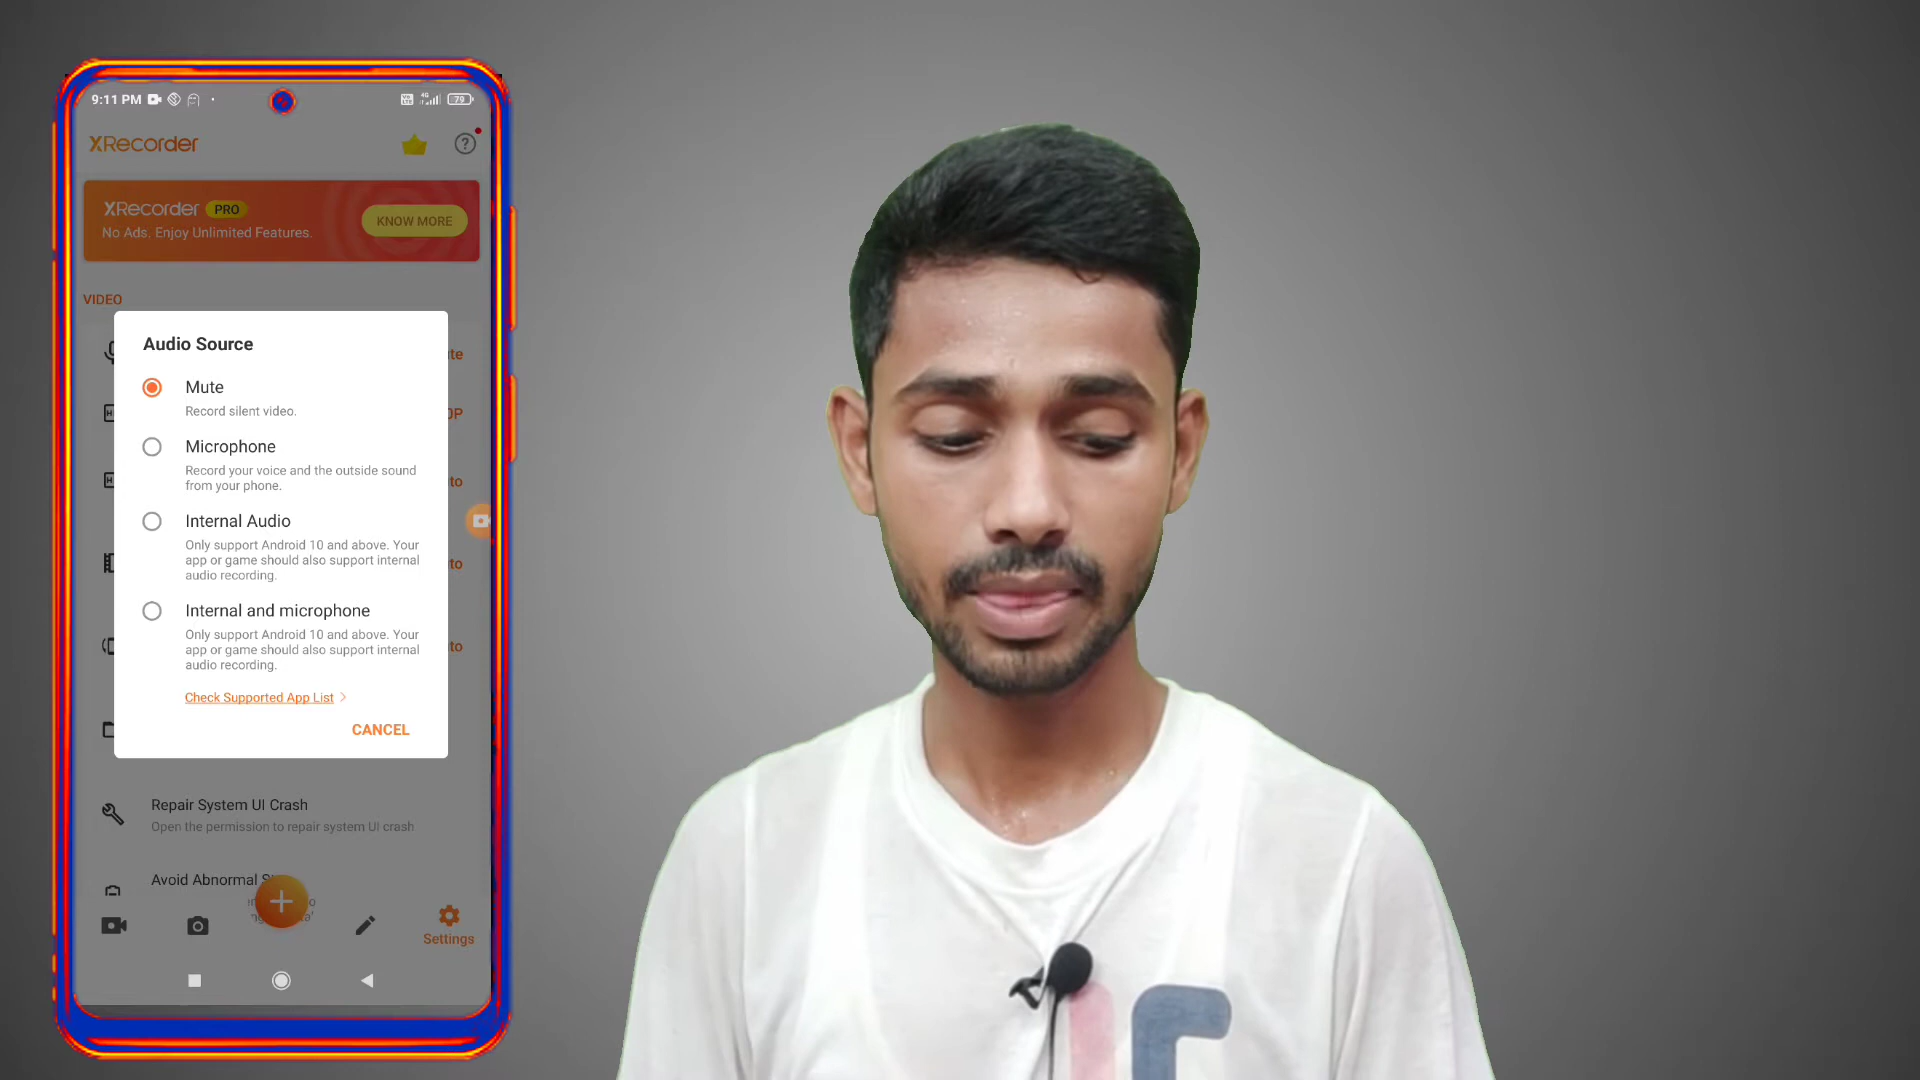 9:11 PM
4G
79
XRecorder
XRecorder PRO
No Ads. Enjoy Unlimited Features.
KNOW MORE
VIDEO
Audio Source
Mute
Record silent video.
Microphone
Record your voice and the outside sound
from your phone.
Internal Audio
Only support Android 10 and above. Your
app or game should also support internal
audio recording.
Internal and microphone
Only support Android 10 and above. Your
app or game should also support internal
audio recording.
Check Supported App List
CANCEL
Repair System UI Crash
Open the permission to repair system UI crash
Avoid Abnormal
Settings